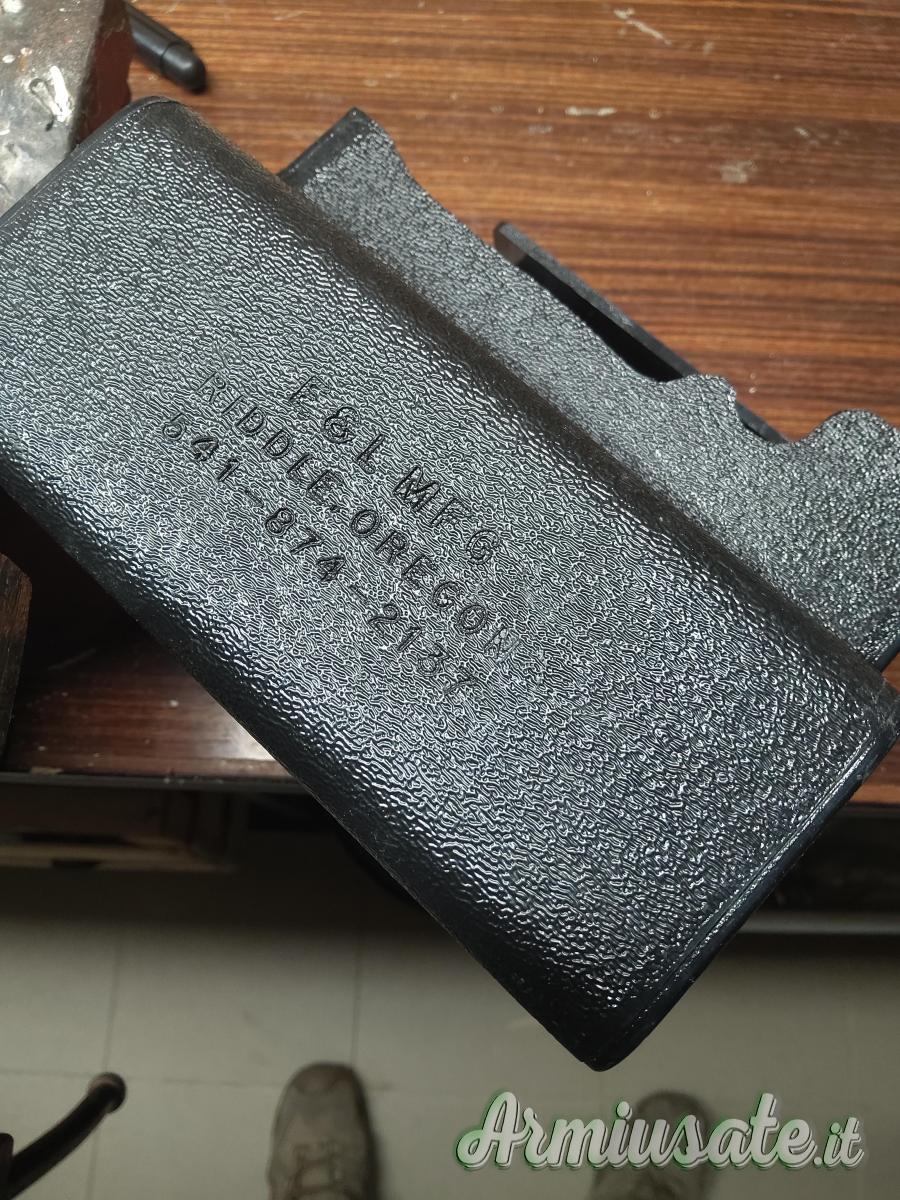 E & L MFG
RIDDLE, OREGON
541-874-2137
Armiusate.it